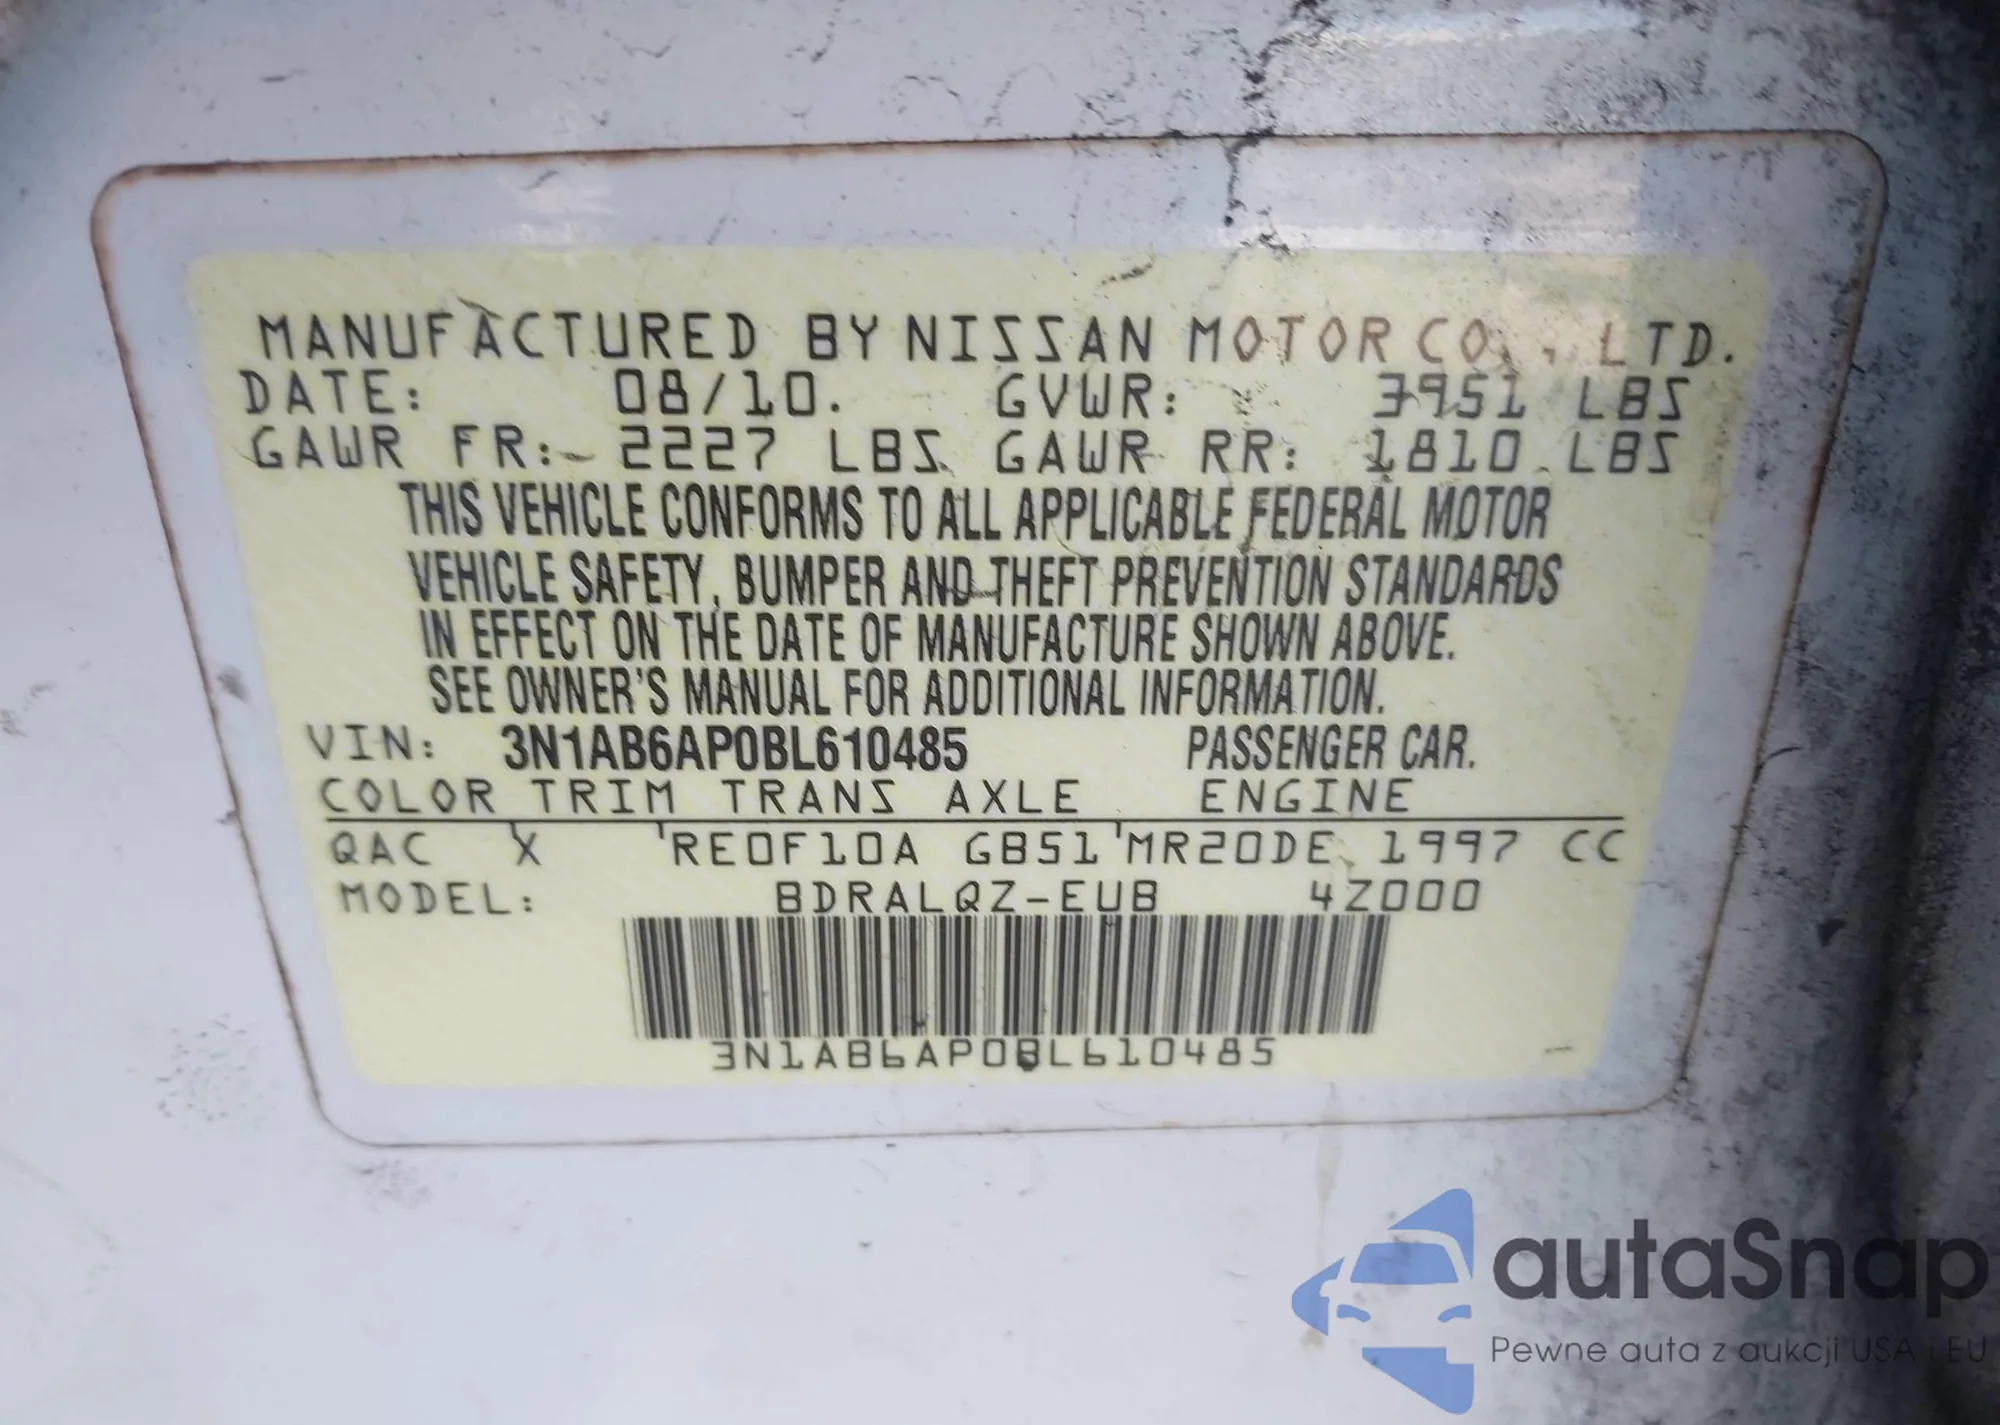 MANUFACTURED BY NISSAN MOTOR CO., LTD.
DATE: 08/10. GVWR: 3951 LBS
GAWR FR: 2227 LBS. GAWR RR: 1810 LBS
THIS VEHICLE CONFORMS TO ALL APPLICABLE FEDERAL MOTOR
VEHICLE SAFETY, BUMPER AND THEFT PREVENTION STANDARDS
IN EFFECT ON THE DATE OF MANUFACTURE SHOWN ABOVE.
SEE OWNER'S MANUAL FOR ADDITIONAL INFORMATION.
VIN: 3N1AB6AP0BL610485 PASSENGER CAR.
COLOR TRIM TRANS AXLE ENGINE
QAC X RE0F10A GB51 MR20DE 1997 CC
MODEL: BDRALQZ-EUB 4Z000
3N1AB6AP0BL610485
autaSnap
Pewne auta z aukcji USA i EU